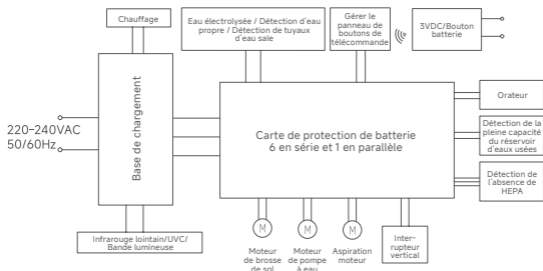 Chauffage
Eau électrolysée / Détection d'eau
propre / Détection de tuyaux
d'eau sale
Gérer le
panneau de
boutons de
télécommande
3VDC/Bouton
batterie
220-240VAC
50/60Hz
Base de chargement
Carte de protection de batterie
6 en série et 1 en parallèle
Orateur
Détection de la
pleine capacité
du réservoir
d'eaux usées
Détection de
l'absence de
HEPA
Infrarouge lointain/UVC/
Bande lumineuse
M
M
M
Moteur
de brosse
de sol
Moteur
de pompe
à eau
Aspiration
moteur
Inter-
rupteur
vertical